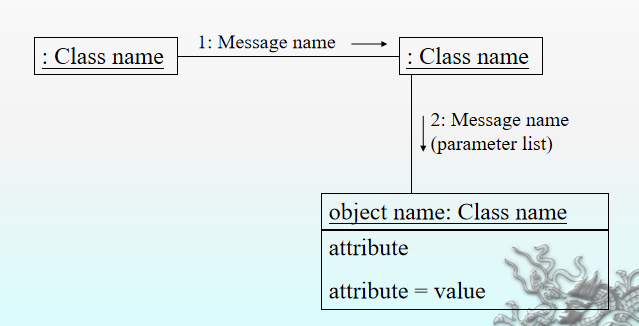 1: Message name
: Class name
: Class name
2: Message name
(parameter list)
object name: Class name
attribute
attribute = value